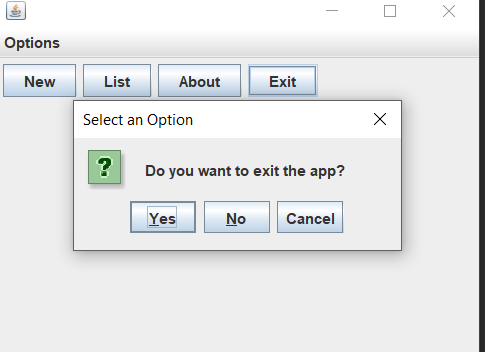 Options
New List About Exit
Select an Option
?
Do you want to exit the app?
Yes No Cancel